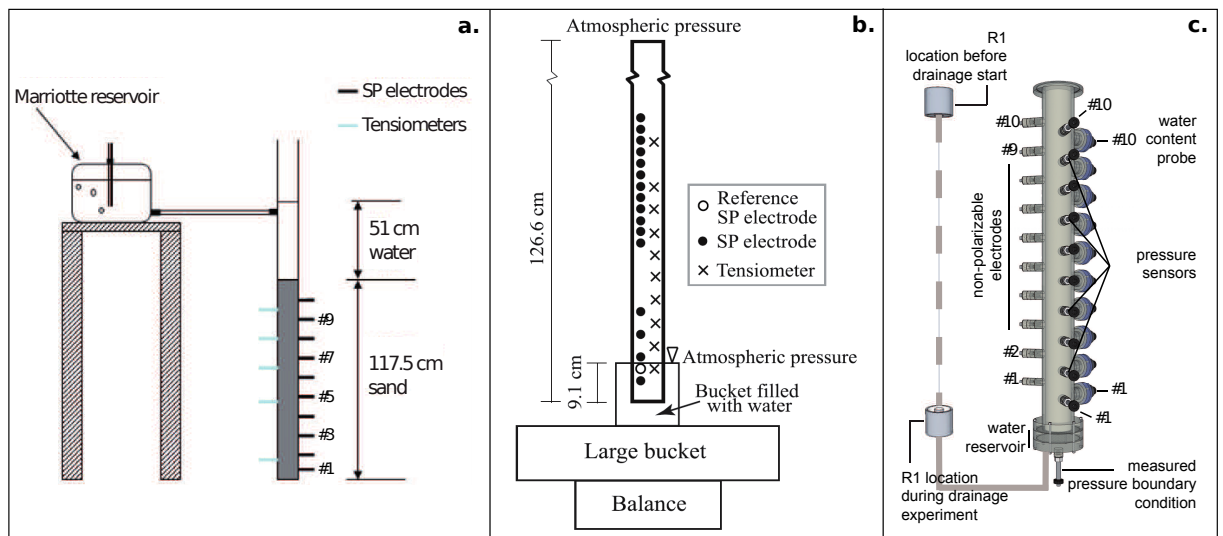 a.
Marriotte reservoir
SP electrodes
Tensiometers
51 cm
water
117.5 cm
sand
#9
#7
#5
#3
#1
b.
Atmospheric pressure
126.6 cm
9.1 cm
Reference
SP electrode
SP electrode
Tensiometer
Atmospheric pressure
Bucket filled
with water
Large bucket
Balance
c.
R1
location before
drainage start
#10
#10
water
content
probe
#10
#9
non-polarizable
electrodes
pressure
sensors
#2
#1
#1
#1
water
reservoir
R1 location
during drainage
experiment
measured
pressure boundary
condition